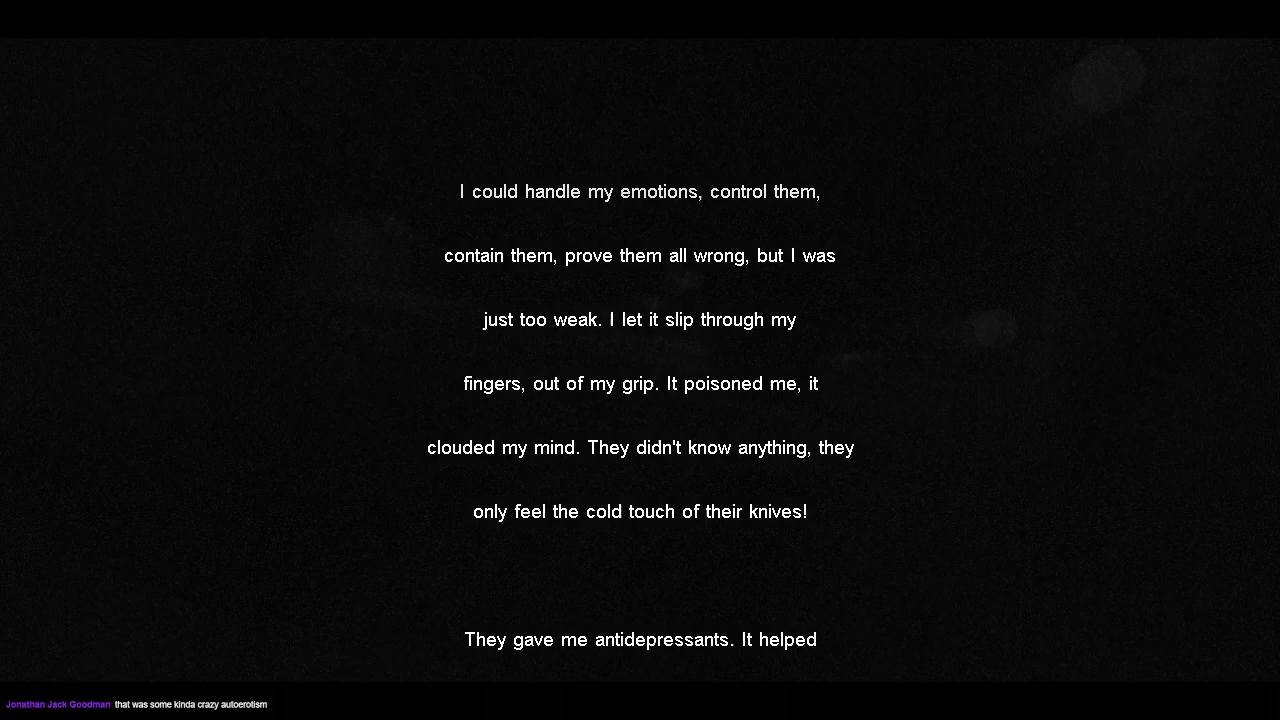 I could handle my emotions, control them,
contain them, prove them all wrong, but I was
just too weak. I let it slip through my
fingers, out of my grip. It poisoned me, it
clouded my mind. They didn't know anything, they
only feel the cold touch of their knives!
They gave me antidepressants. It helped
Jonathan Jack Goodman that was some kinda crazy autoerotism